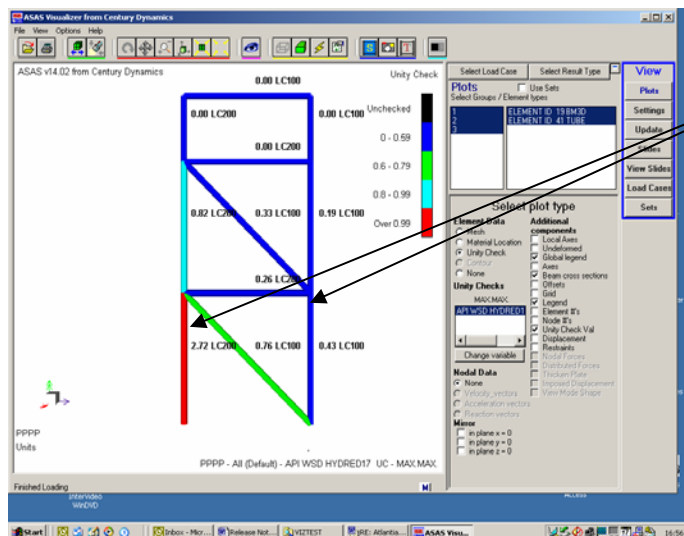 ASAS Visualizer from Century Dynamics
File View Options Help
ASAS v14.02 from Century Dynamics
Unity Check
0.00 LC100
0.00 LC200
0.00 LC100
0.00 LC200
Unchecked
0 - 0.59
0.6 - 0.79
0.8 - 0.99
Over 0.99
0.82 LC200
0.33 LC100
0.19 LC100
0.26 LC200
2.72 LC200
0.76 LC100
0.43 LC100
PPPP
Units
PPPP - All (Default) - API WSD HYDRED17 UC - MAX.MAX.
Finished Loading
Select Load Case
Select Result Type
Plots
Use Sets
Select Groups / Element types
1
2
3
ELEMENT ID 19 BM3D
ELEMENT ID 41 TUBE
Select plot type
Element Data
Mesh
Material Location
Unity Check
Contour
None
Unity Checks
MAX.MAX.
API WSD HYDRED1
Change variable
Nodal Data
None
Velocity_vectors
Acceleration vectors
Reaction vectors
Mirror
in plane x = 0
in plane y = 0
in plane z = 0
Additional components
Local Axes
Undeformed
Global legend
Axes
Beam cross sections
Offsets
Grid
Legend
Element #'s
Node #'s
Unity Check Val
Displacement
Restraints
Nodal Forces
Distributed Forces
Thicken Plate
Imposed Displacement
View Mode Shape
View
Plots
Settings
Update
Slides
View Slides
Load Cases
Sets
InterVideo
WinDVD
Access
Start
Inbox - Micr...
Release Not...
VIZTEST
RE: Atlantia...
ASAS Visu...
16:56